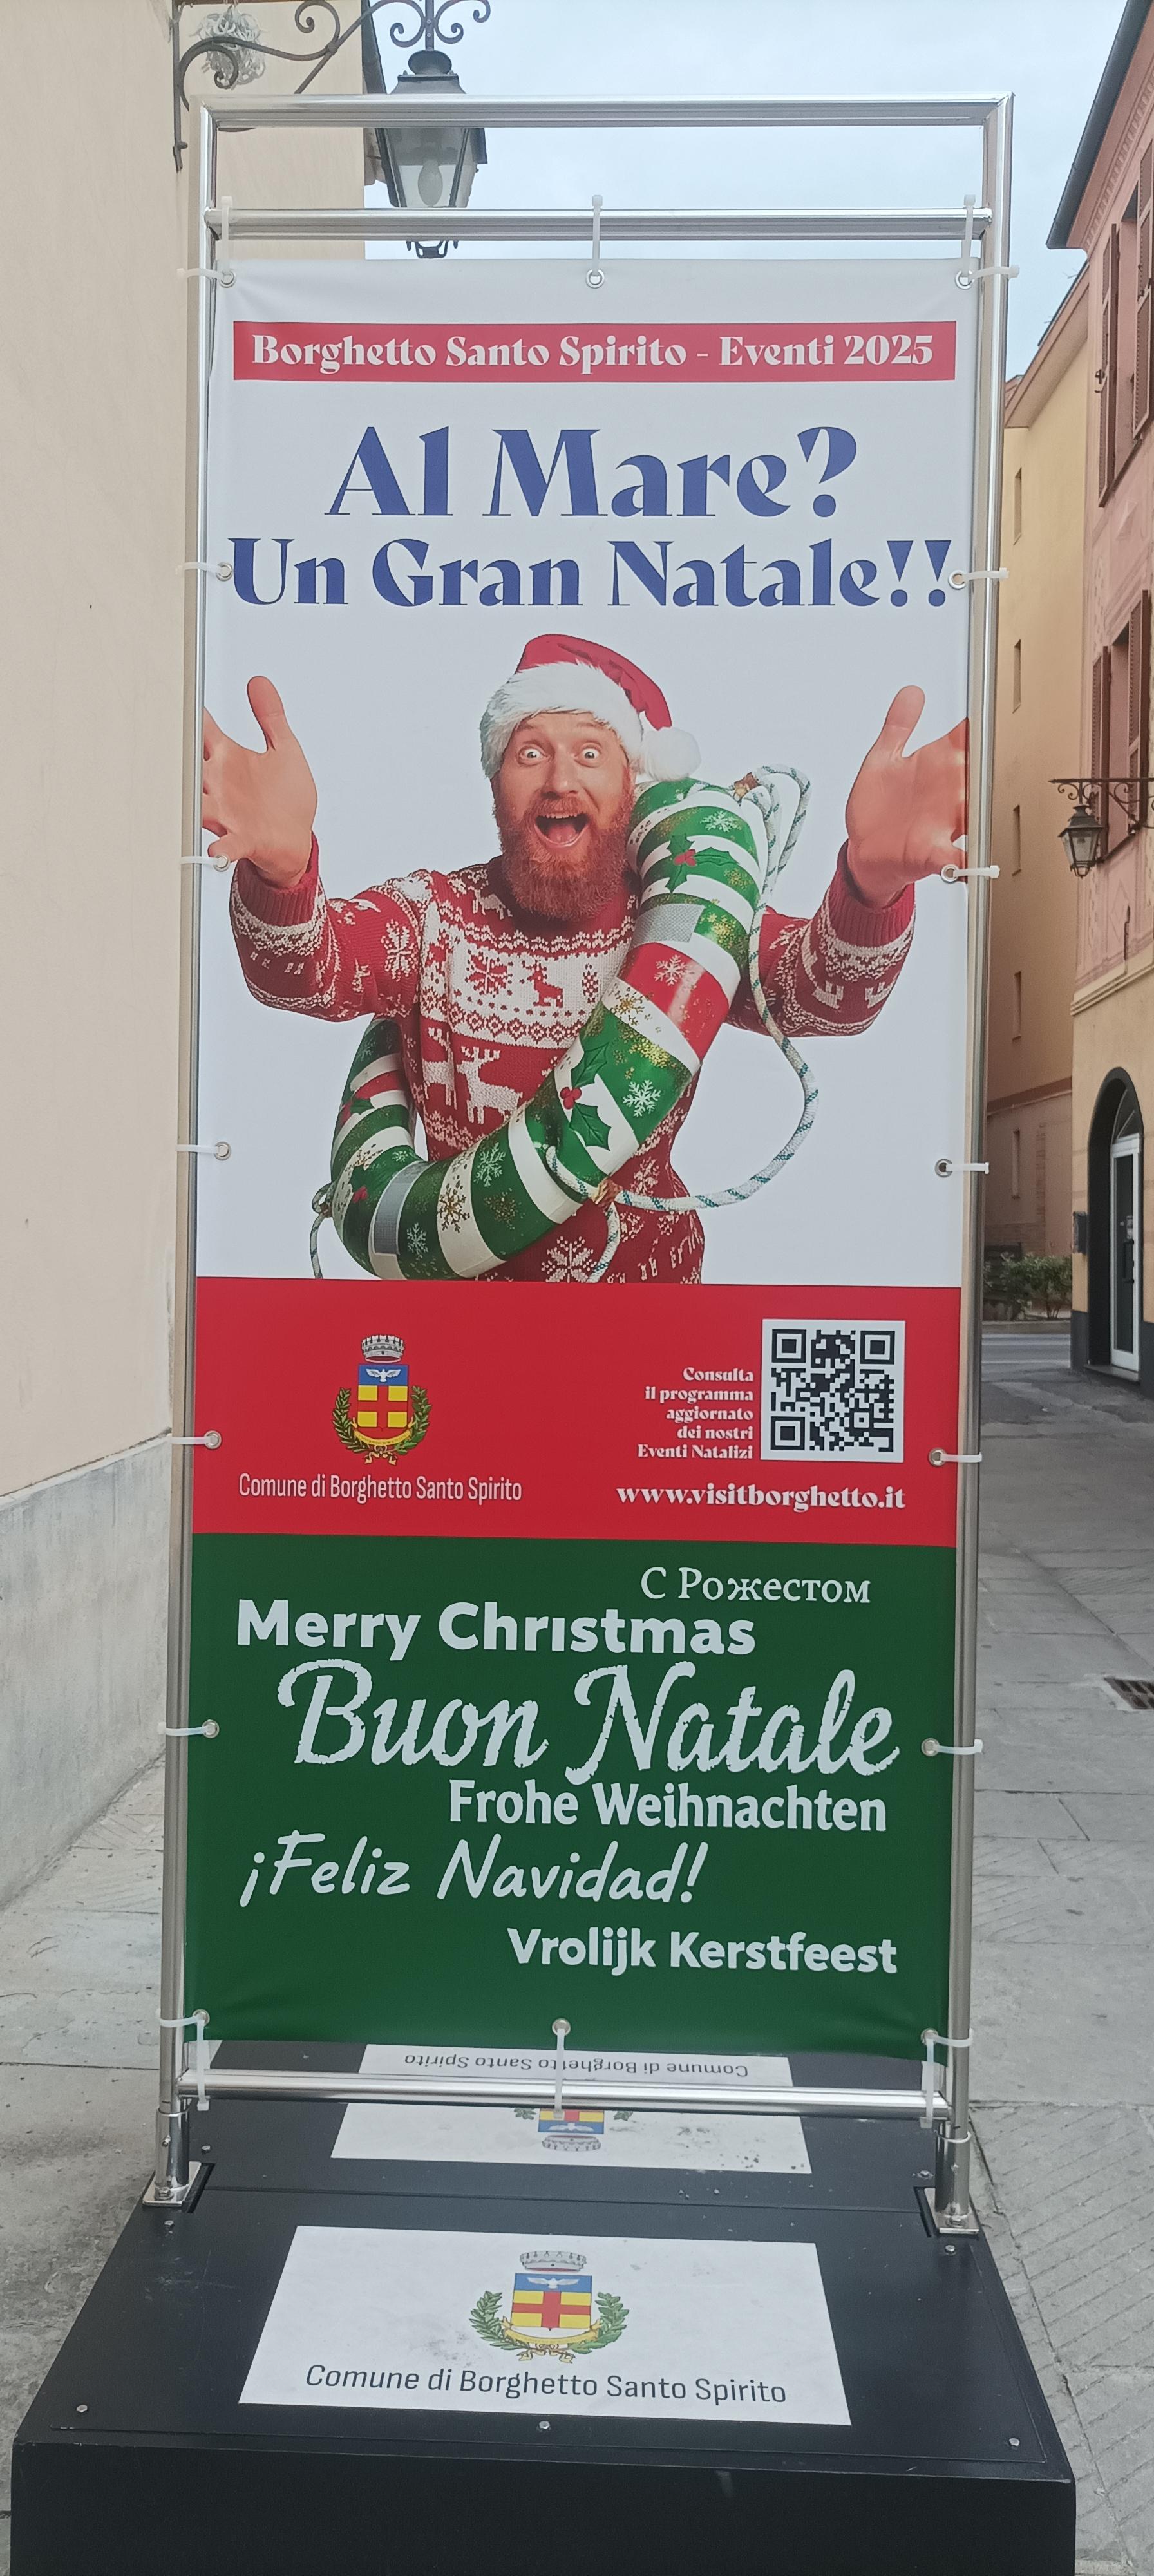 Borghetto Santo Spirito - Eventi 2025
Al Mare?
Un Gran Natale!!
Consulta
il programma
aggiornato
dei nostri
Eventi Natalizi
Comune di Borghetto Santo Spirito
www.visitborghetto.it
С Рожестом
Merry Christmas
Buon Natale
Frohe Weihnachten
¡Feliz Navidad!
Vrolijk Kerstfeest
Comune di Borghetto Santo Spirito
Comune di Borghetto Santo Spirito